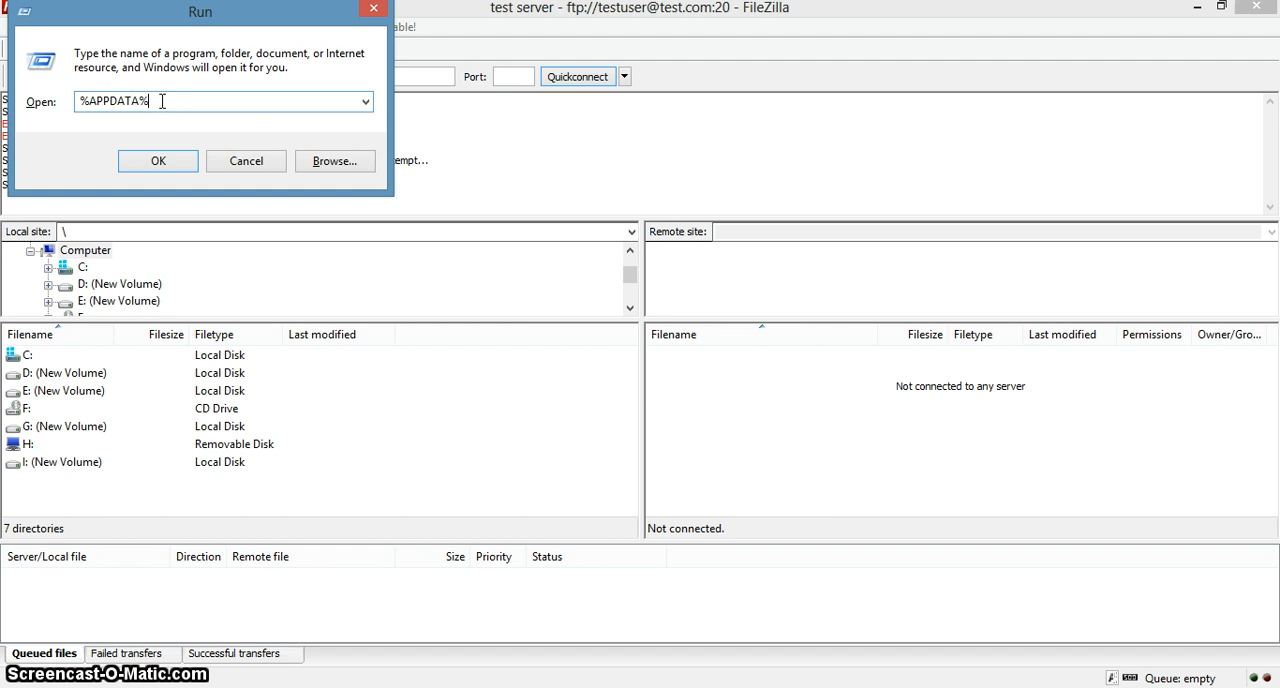 Run
test server - ftp://testuser@test.com:20 - FileZilla
able!
Type the name of a program, folder, document, or Internet
resource, and Windows will open it for you.
Open: %APPDATA%
OK Cancel Browse...
Port: Quickconnect
empt...
Local site: \
Remote site:
Computer
C:
D: (New Volume)
E: (New Volume)
Filename Filesize Filetype Last modified
Filename Filesize Filetype Last modified Permissions Owner/Gro...
C: Local Disk
D: (New Volume) Local Disk
E: (New Volume) Local Disk
F: CD Drive
G: (New Volume) Local Disk
H: Removable Disk
I: (New Volume) Local Disk
Not connected to any server
7 directories
Not connected.
Server/Local file Direction Remote file Size Priority Status
Queued files Failed transfers Successful transfers
Screencast-O-Matic.com
Queue: empty